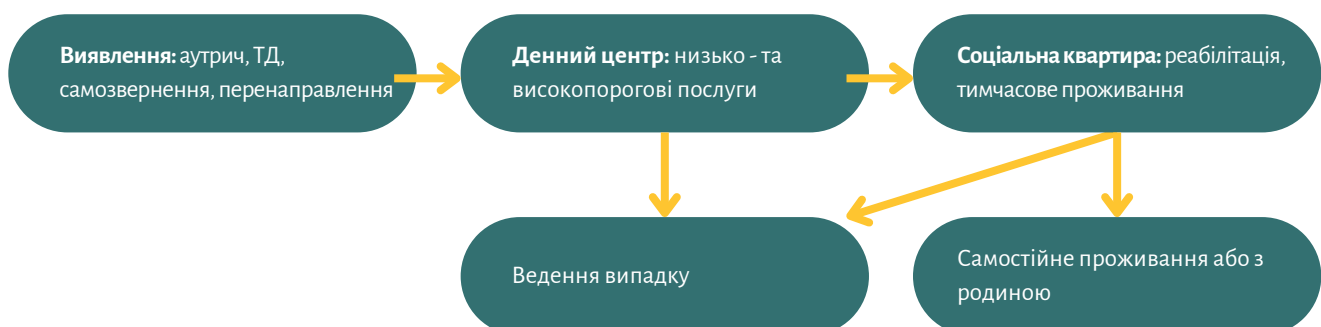 Виявлення: аутрич, ТД,
самозвернення, перенаправлення
Денний центр: низько - та
високопорогові послуги
Соціальна квартира: реабілітація,
тимчасове проживання
Ведення випадку
Самостійне проживання або з
родиною